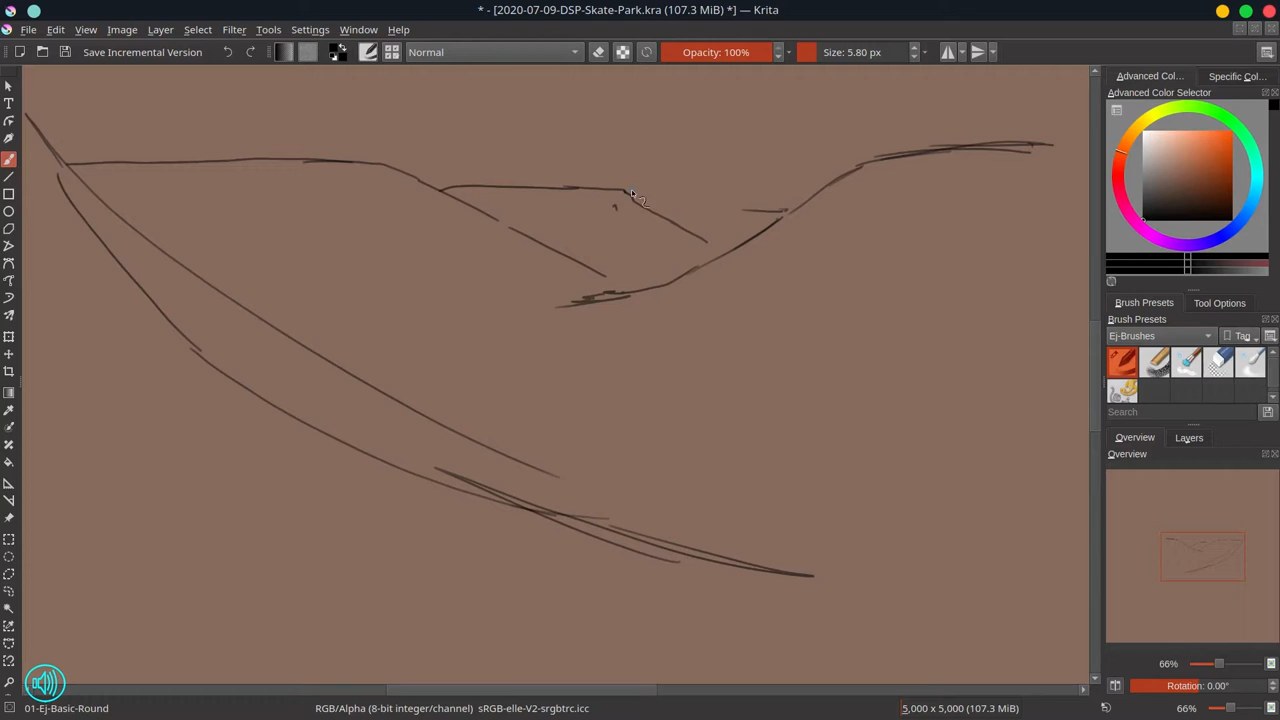 * - [2020-07-09-DSP-Skate-Park.kra (107.3 MiB) *] — Krita
File Edit View Image Layer Select Filter Tools Settings Window Help
Save Incremental Version Normal Opacity: 100% Size: 5.80 px
Advanced Col... Specific Col...
Advanced Color Selector
Brush Presets Tool Options
Brush Presets
Ej-Brushes Tag
Search
Overview Layers
Overview
66%
Rotation: 0.00°
01-Ej-Basic-Round RGB/Alpha (8-bit integer/channel) sRGB-elle-V2-srgbtrc.icc 5,000 x 5,000 (107.3 MiB) 66%